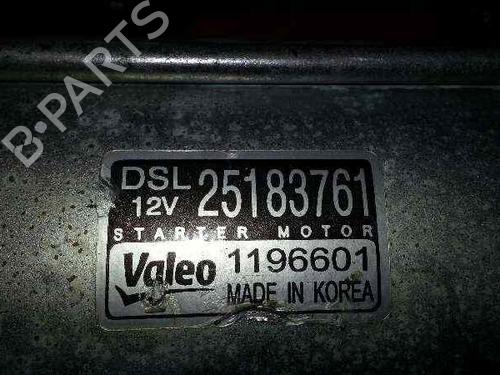 B-PARTS
DSL 12V 25183761
STARTER MOTOR
Valeo 1196601
MADE IN KOREA